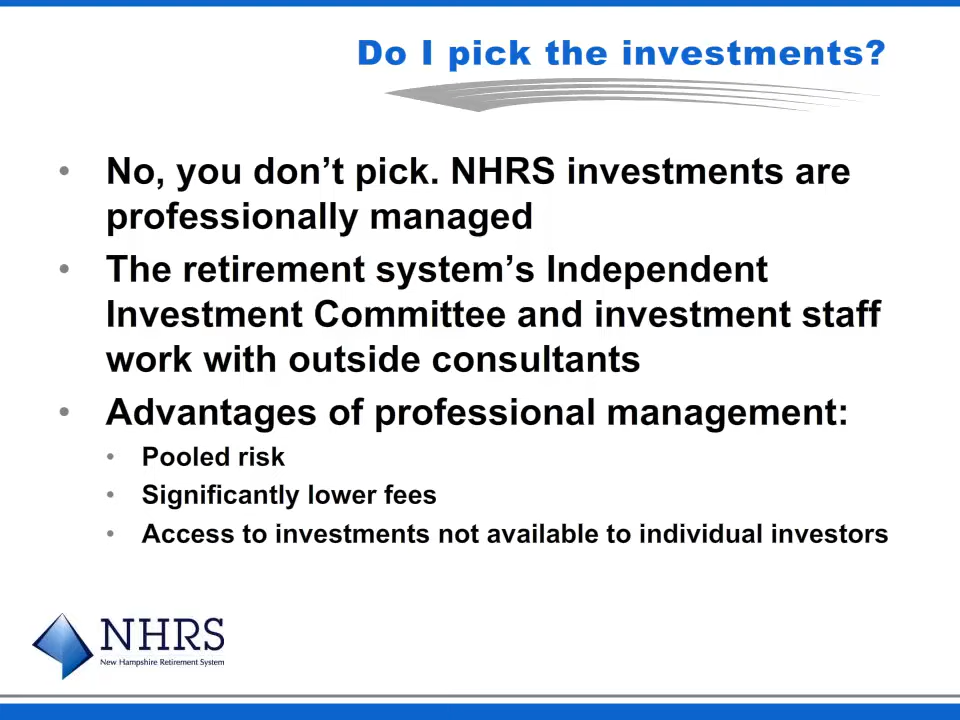 Do I pick the investments?
• No, you don’t pick. NHRS investments are
professionally managed
• The retirement system’s Independent
Investment Committee and investment staff
work with outside consultants
• Advantages of professional management:
• Pooled risk
• Significantly lower fees
• Access to investments not available to individual investors
NHRS
New Hampshire Retirement System